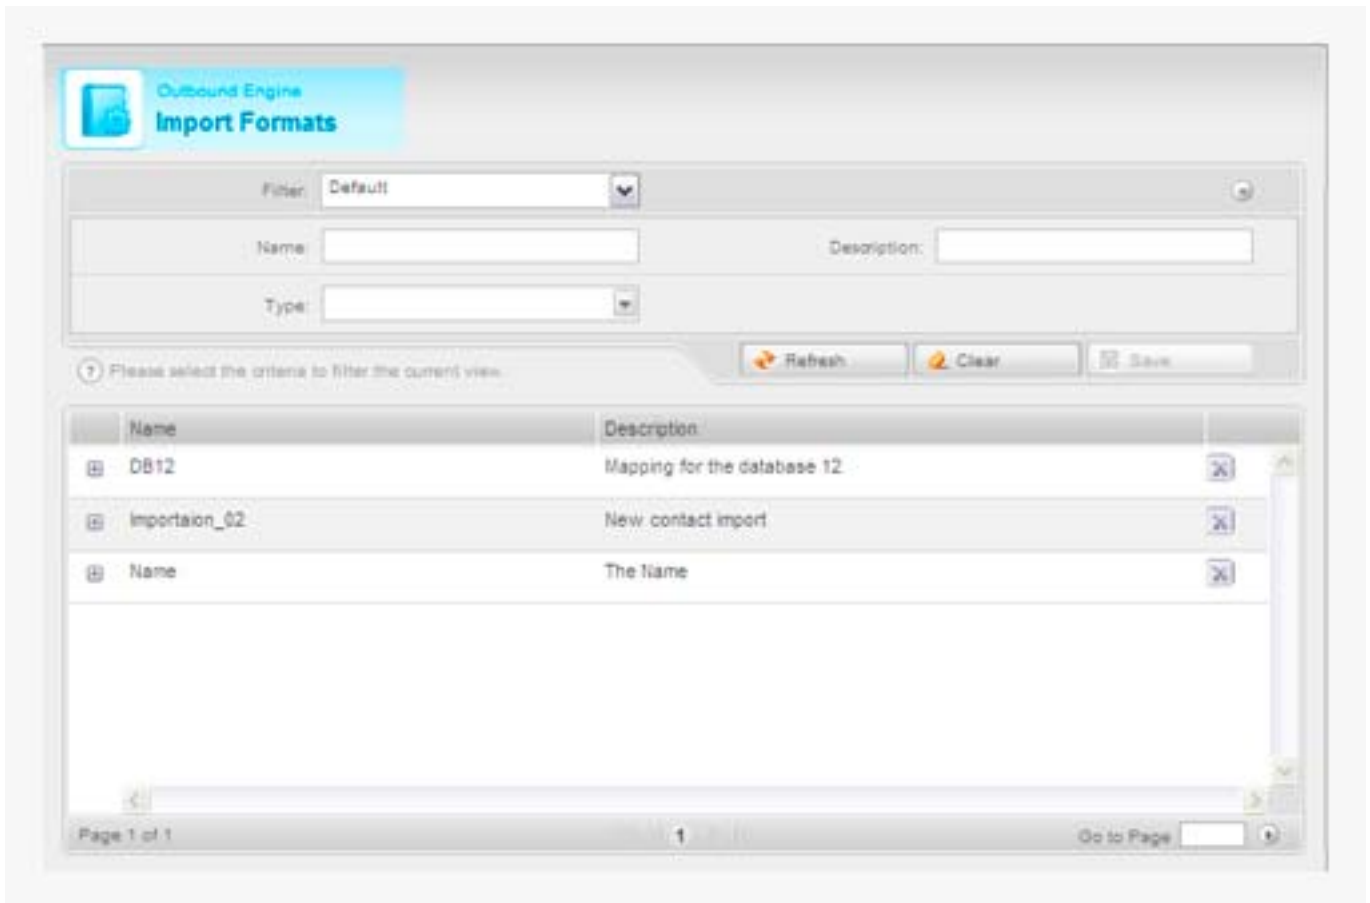 Outbound Engine
Import Formats
Filter: Default
Name: Description:
Type:
Please select the criteria to filter the current view.
Refresh Clear Save
Name Description
DB12 Mapping for the database 12
Importaion_02 New contact import
Name The Name
Page 1 of 1 1 Go to Page